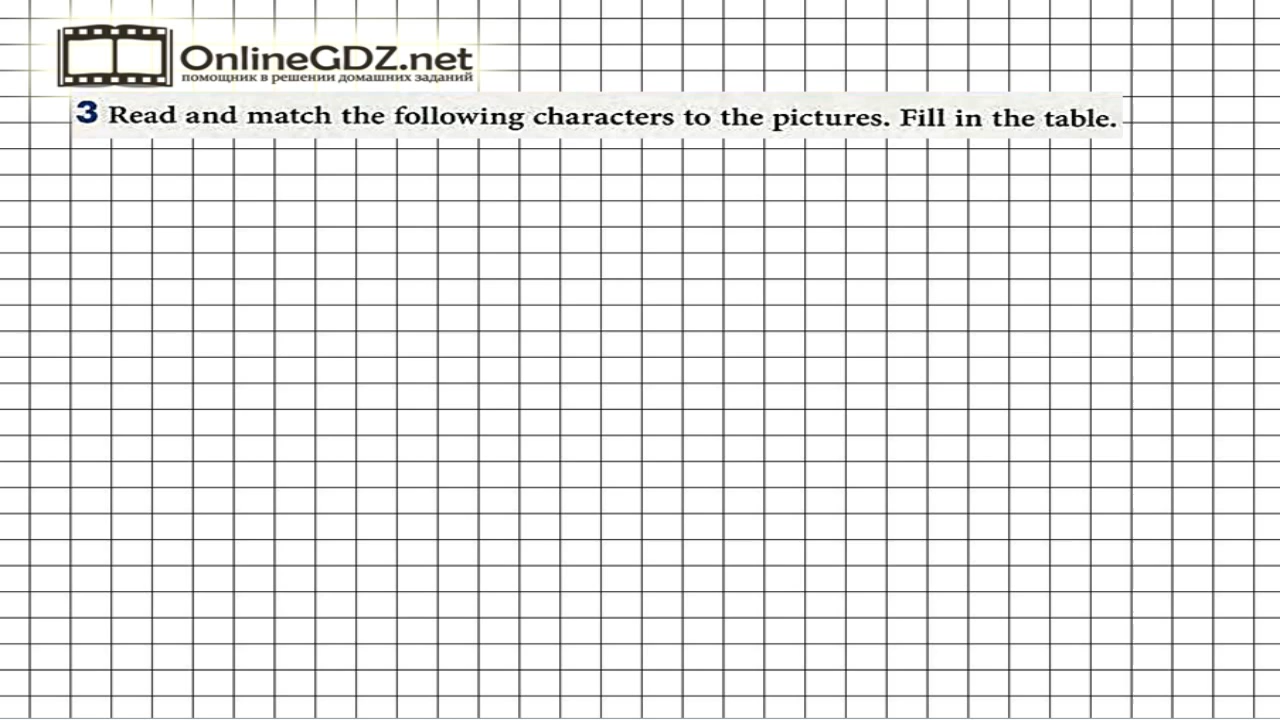 OnlineGDZ.net
помощник в решении домашних заданий
3 Read and match the following characters to the pictures. Fill in the table.